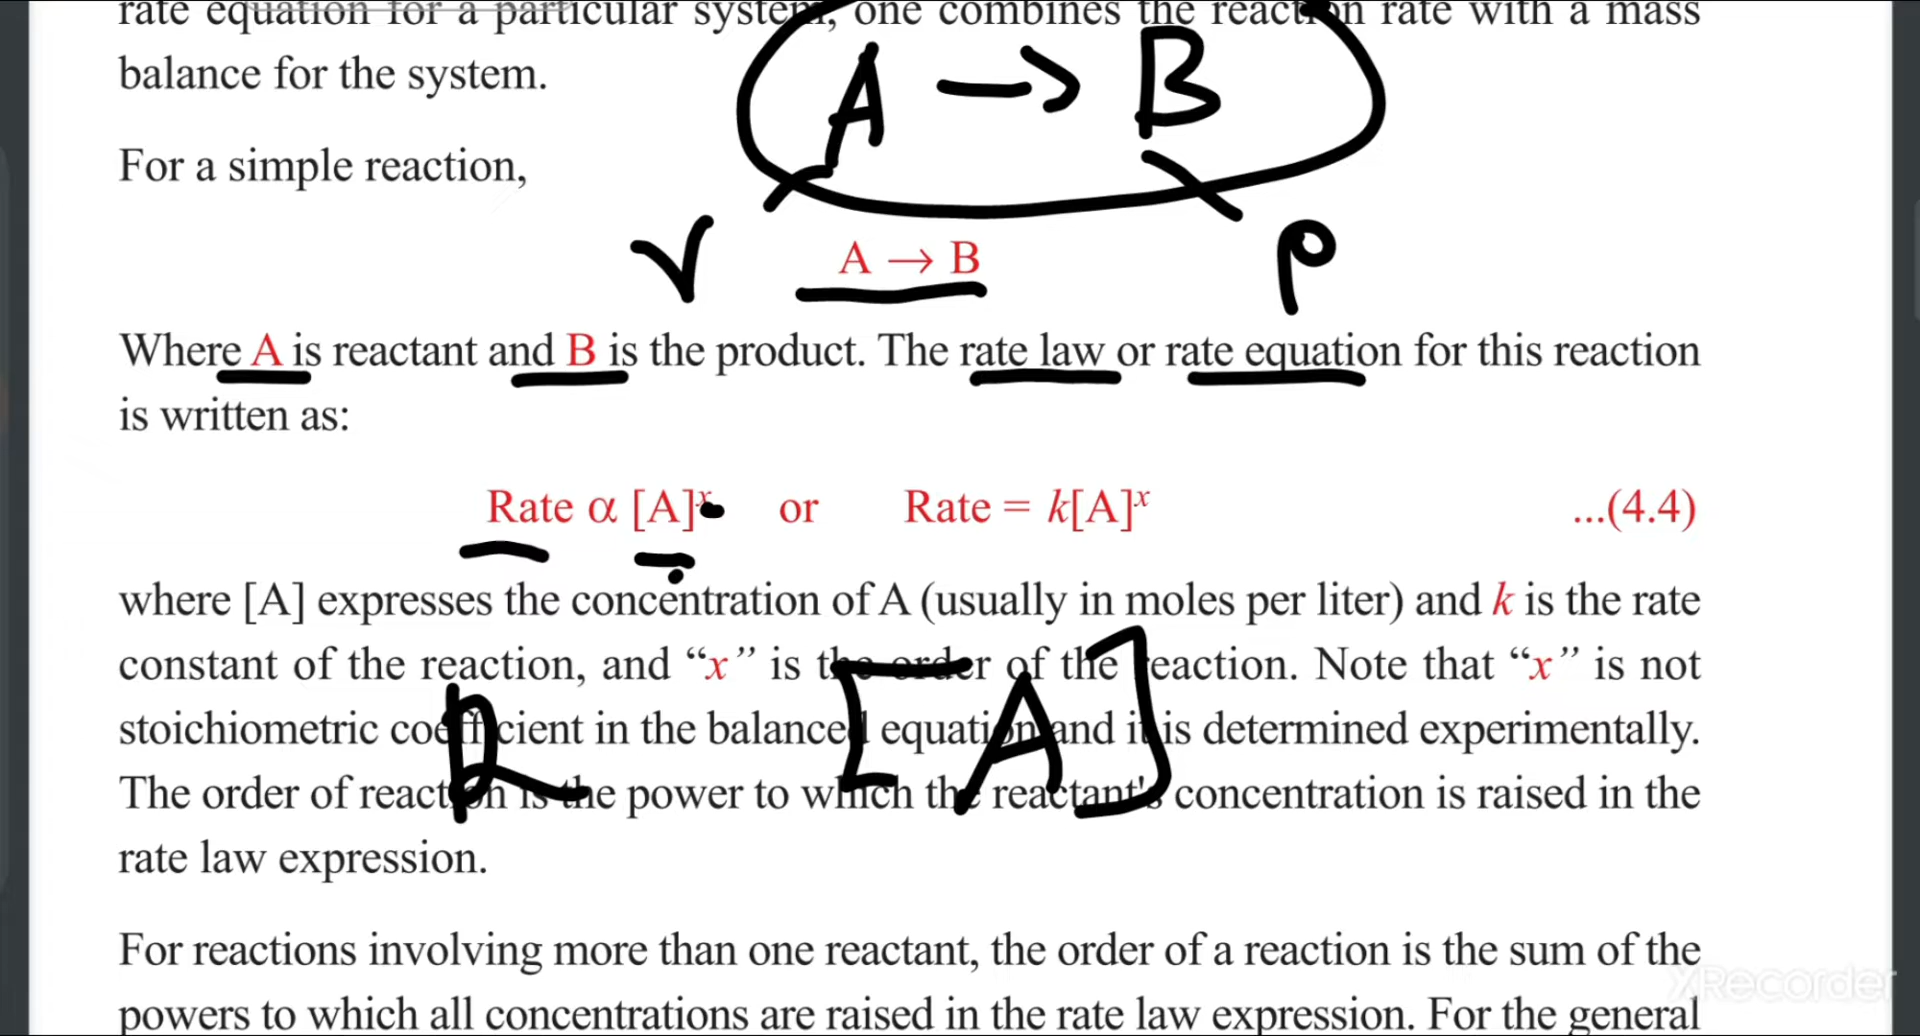 rate equation for a particular system, one combines the reaction rate with a mass
balance for the system.
A → B
For a simple reaction,
A → B
r
p
Where A is reactant and B is the product. The rate law or rate equation for this reaction
is written as:
Rate α [A]ˣ or Rate = k[A]ˣ ...(4.4)
where [A] expresses the concentration of A (usually in moles per liter) and k is the rate
constant of the reaction, and “x” is the order of the reaction. Note that “x” is not
stoichiometric coefficient in the balanced equation and it is determined experimentally.
R [A]
The order of reaction is the power to which the reactant's concentration is raised in the
rate law expression.
For reactions involving more than one reactant, the order of a reaction is the sum of the
powers to which all concentrations are raised in the rate law expression. For the general
XRecorder